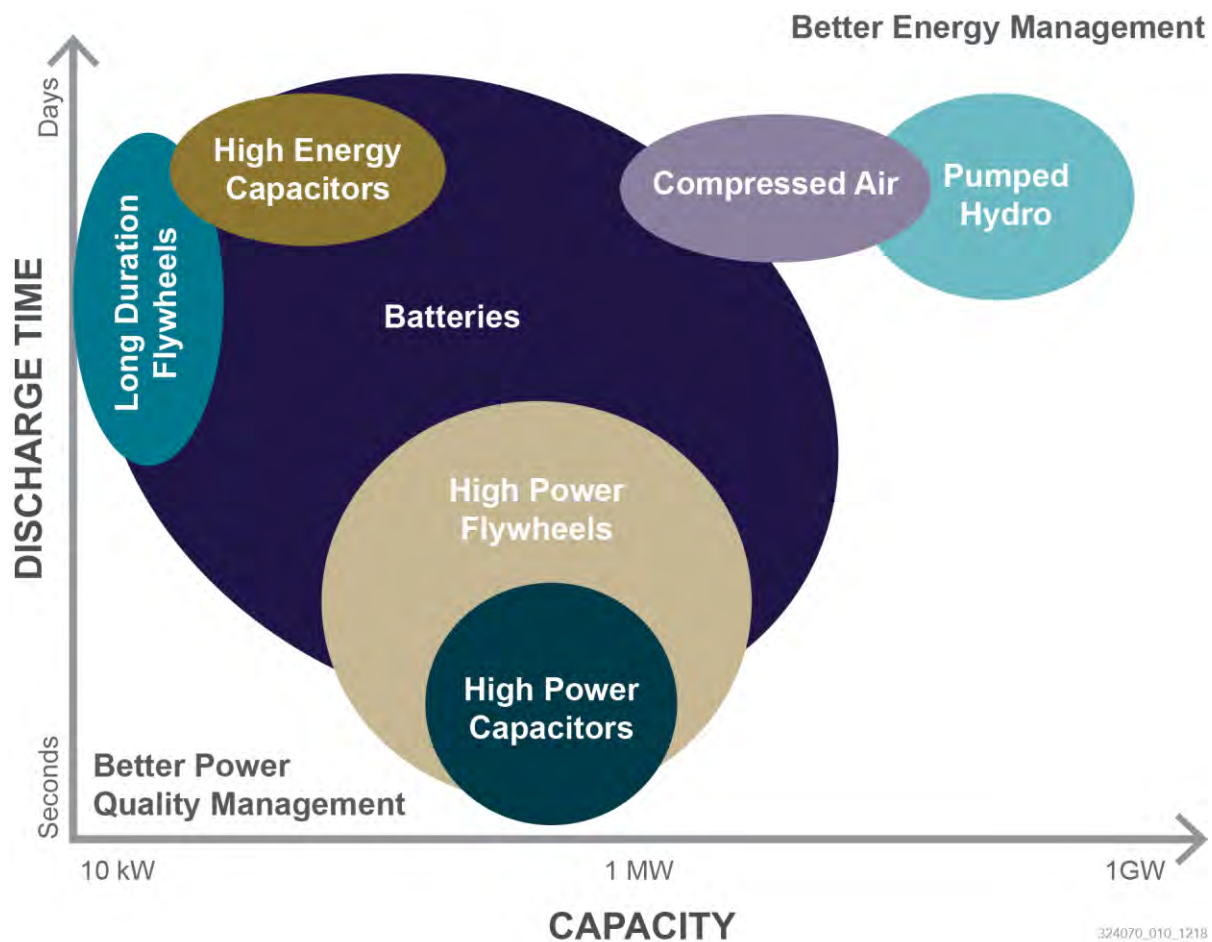 Better Energy Management
Days
High Energy
Capacitors
Compressed Air
Pumped
Hydro
Long Duration
Flywheels
Batteries
DISCHARGE TIME
High Power
Flywheels
High Power
Capacitors
Seconds
Better Power
Quality Management
10 kW
1 MW
1GW
CAPACITY
324070_010_1218